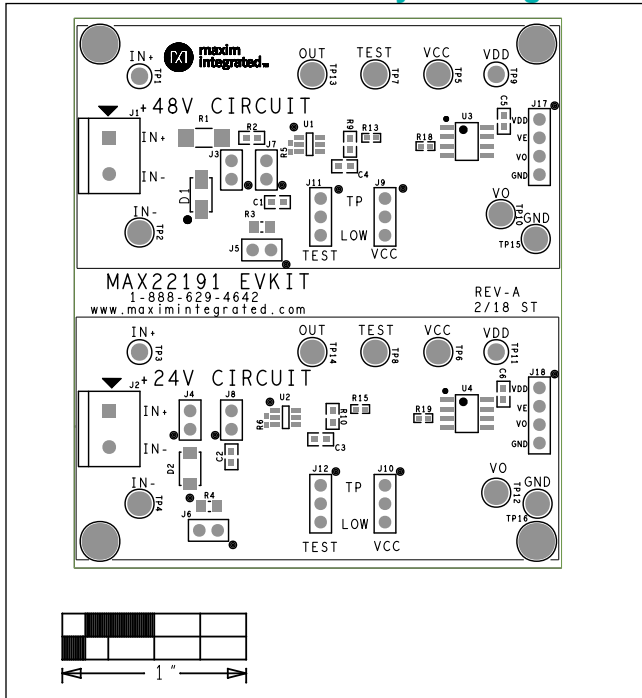 IN+ TP1
maxim integrated™
OUT TP13
TEST TP7
VCC TP5
VDD TP9
J1 +48V CIRCUIT
IN+
IN-
R1
R2
J3
J7
R5
U1
R9
R13
C4
R18
U3
C5
J17
VDD
VE
VO
GND
D1
C1
R3
J5
J11
TP
LOW
TEST
J9
VCC
VO TP10
GND
TP15
IN-
TP2
MAX22191 EVKIT
1-888-629-4642
www.maximintegrated.com
REV-A
2/18 ST
IN+
TP3
OUT
TP14
TEST
TP8
VCC
TP6
VDD
TP11
J2 +24V CIRCUIT
IN+
IN-
J4
J8
R6
U2
R10
R15
C3
R19
U4
C6
J18
VDD
VE
VO
GND
D2
C2
R4
J6
J12
TP
LOW
TEST
J10
VCC
VO
TP12
GND
TP16
IN-
TP4
1"